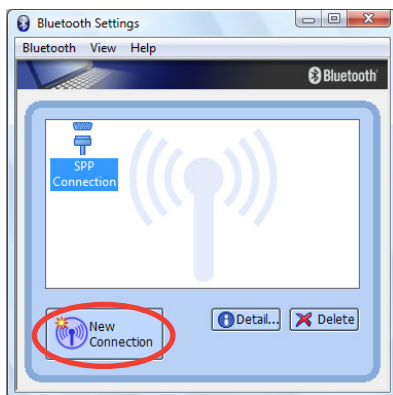 Bluetooth Settings
Bluetooth View Help
Bluetooth
SPP
Connection
New
Connection
Detail...
Delete